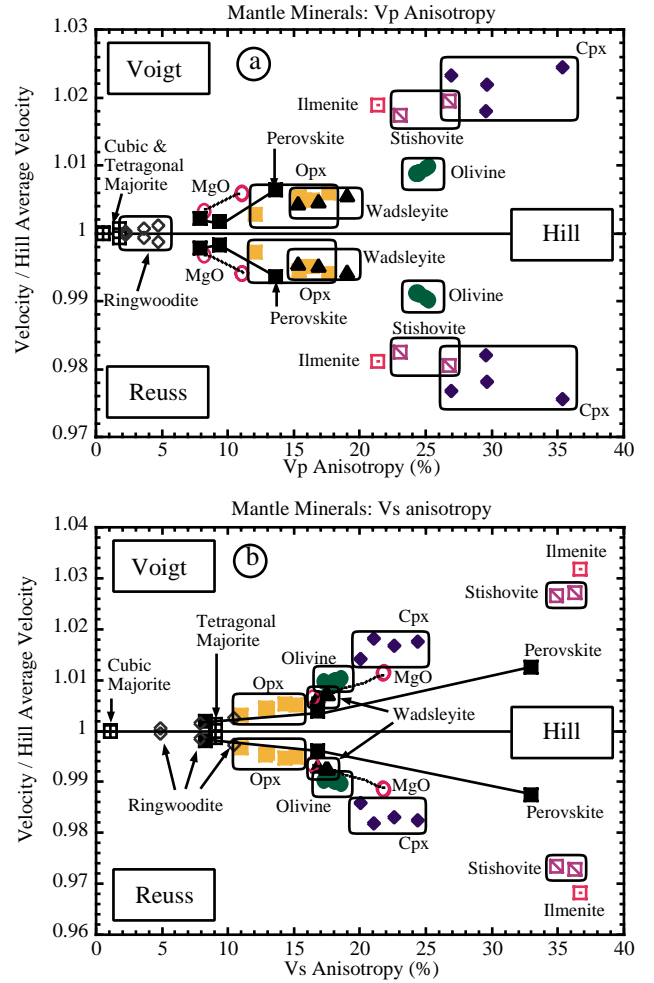 Mantle Minerals: Vp Anisotropy
1.03
Voigt
a
Cpx
1.02
Ilmenite
Stishovite
Perovskite
Cubic &
Tetragonal
Majorite
1.01
MgO
Opx
Olivine
Wadsleyite
1
Hill
Wadsleyite
Ringwoodite
MgO
Opx
Perovskite
0.99
Olivine
Stishovite
Ilmenite
0.98
Reuss
Cpx
0.97
0
5
10
15
20
25
30
35
40
Vp Anisotropy (%)
Velocity / Hill Average Velocity
Mantle Minerals: Vs anisotropy
1.04
Voigt
b
Ilmenite
1.03
Stishovite
Tetragonal
Majorite
Cpx
1.02
Cubic
Majorite
Olivine
Perovskite
MgO
1.01
Opx
Wadsleyite
1
Hill
Ringwoodite
Opx
MgO
0.99
Olivine
Perovskite
Cpx
0.98
Stishovite
0.97
Reuss
Ilmenite
0.96
0
5
10
15
20
25
30
35
40
Vs Anisotropy (%)
Velocity / Hill Average Velocity